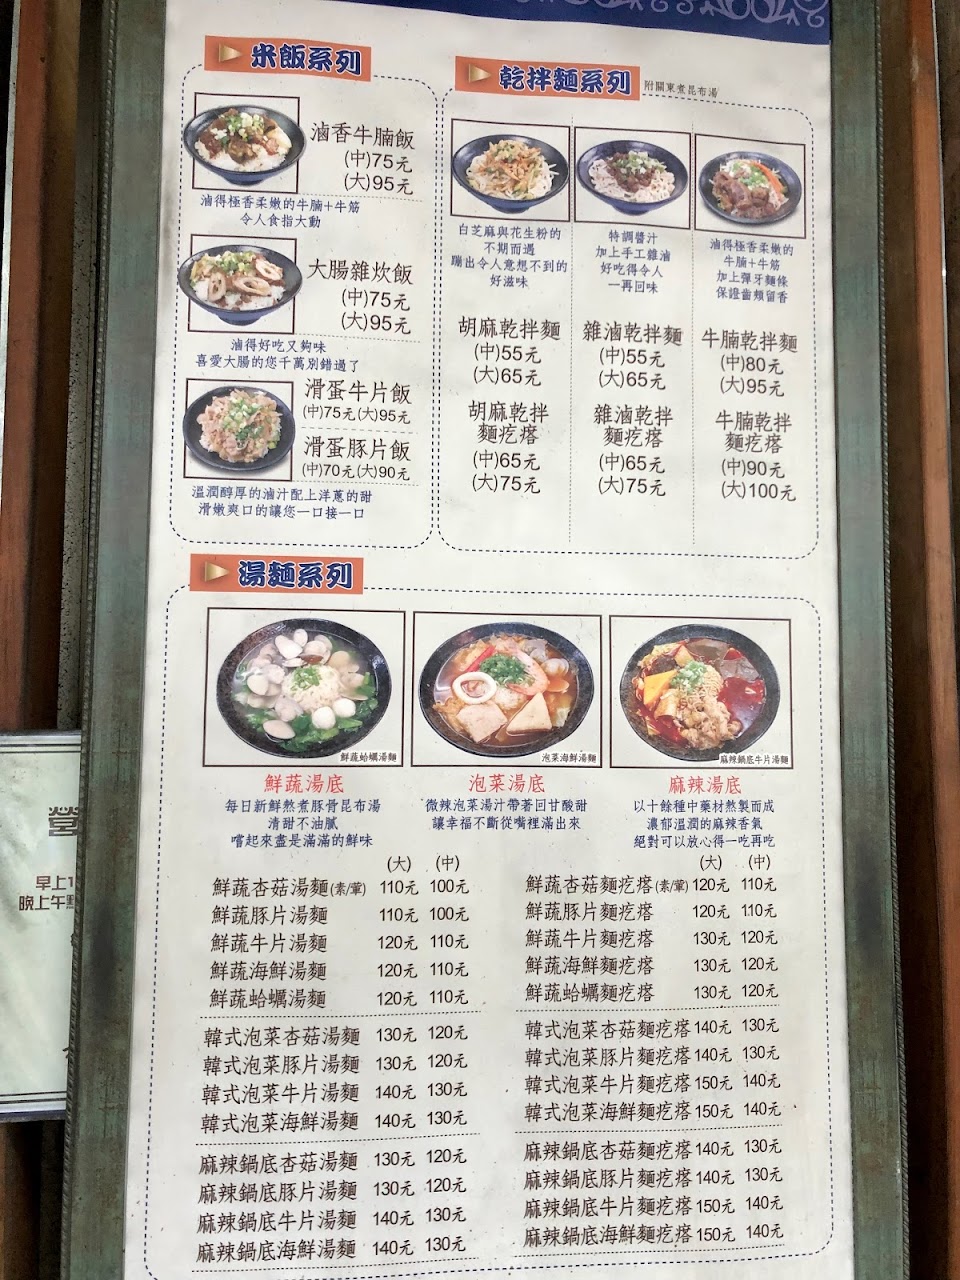 米飯系列
滷香牛腩飯
(中)75元
(大)95元
滷得極香柔嫩的牛腩+牛筋
令人食指大動
大腸雜炊飯
(中)75元
(大)95元
滷得好吃又夠味
喜愛大腸的您千萬別錯過了
滑蛋牛片飯
(中)75元(大)95元
滑蛋豚片飯
(中)70元(大)90元
溫潤醇厚的滷汁配上洋蔥的甜
滑嫩爽口的讓您一口接一口
乾拌麵系列 附關東煮昆布湯
白芝麻與花生粉的
不期而遇
蹦出令人意想不到的
好滋味
胡麻乾拌麵
(中)55元
(大)65元
胡麻乾拌
麵疙瘩
(中)65元
(大)75元
特調醬汁
加上手工雜滷
好吃得令人
一再回味
雜滷乾拌麵
(中)55元
(大)65元
雜滷乾拌
麵疙瘩
(中)65元
(大)75元
滷得極香柔嫩的
牛腩+牛筋
加上彈牙麵條
保證齒頰留香
牛腩乾拌麵
(中)80元
(大)95元
牛腩乾拌
麵疙瘩
(中)90元
(大)100元
湯麵系列
鮮蔬蛤蠣湯麵
泡菜海鮮湯麵
麻辣鍋底牛片湯麵
鮮蔬湯底
每日新鮮熬煮豚骨昆布湯
清甜不油膩
嚐起來盡是滿滿的鮮味
泡菜湯底
微辣泡菜湯汁帶著回甘酸甜
讓幸福不斷從嘴裡滿出來
麻辣湯底
以十餘種中藥材熬製而成
濃郁溫潤的麻辣香氣
絕對可以放心得一吃再吃
(大) (中)
鮮蔬杏菇湯麵(素/葷) 110元 100元
鮮蔬豚片湯麵 110元 100元
鮮蔬牛片湯麵 120元 110元
鮮蔬海鮮湯麵 120元 110元
鮮蔬蛤蠣湯麵 120元 110元
韓式泡菜杏菇湯麵 130元 120元
韓式泡菜豚片湯麵 130元 120元
韓式泡菜牛片湯麵 140元 130元
韓式泡菜海鮮湯麵 140元 130元
麻辣鍋底杏菇湯麵 130元 120元
麻辣鍋底豚片湯麵 130元 120元
麻辣鍋底牛片湯麵 140元 130元
麻辣鍋底海鮮湯麵 140元 130元
(大) (中)
鮮蔬杏菇麵疙瘩(素/葷) 120元 110元
鮮蔬豚片麵疙瘩 120元 110元
鮮蔬牛片麵疙瘩 130元 120元
鮮蔬海鮮麵疙瘩 130元 120元
鮮蔬蛤蠣麵疙瘩 130元 120元
韓式泡菜杏菇麵疙瘩 140元 130元
韓式泡菜豚片麵疙瘩 140元 130元
韓式泡菜牛片麵疙瘩 150元 140元
韓式泡菜海鮮麵疙瘩 150元 140元
麻辣鍋底杏菇麵疙瘩 140元 130元
麻辣鍋底豚片麵疙瘩 140元 130元
麻辣鍋底牛片麵疙瘩 150元 140元
麻辣鍋底海鮮麵疙瘩 150元 140元
營
早上1
晚上午